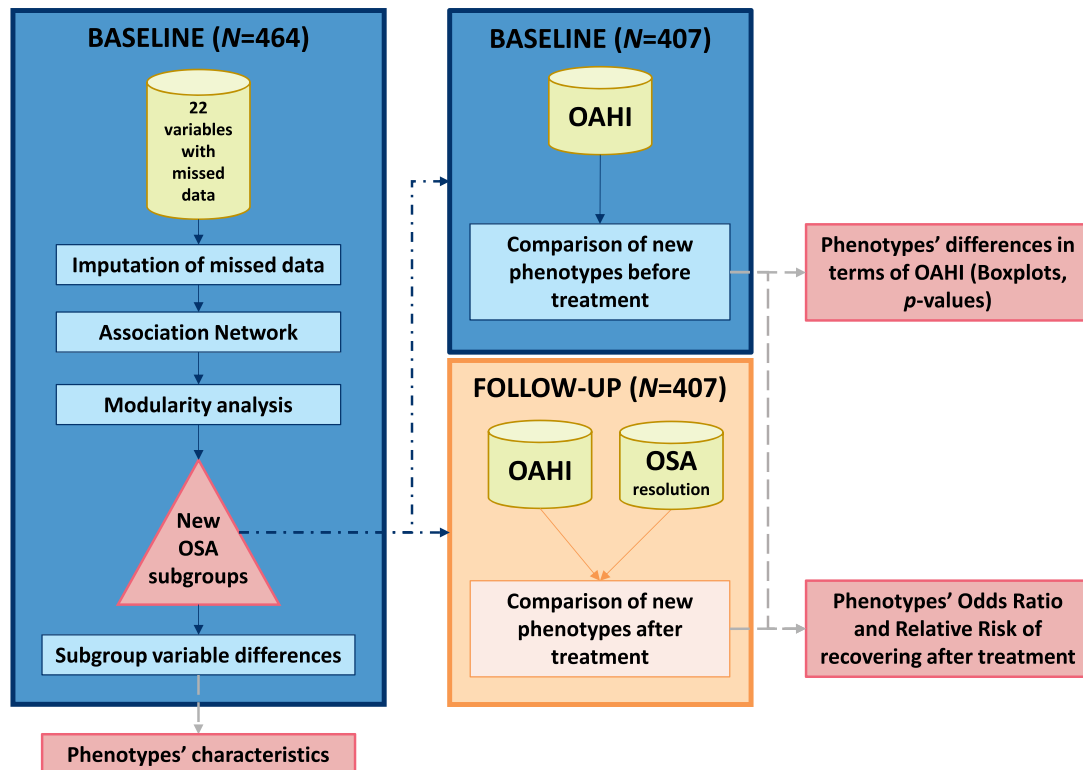 BASELINE (N=464)
22
variables
with
missed
data
Imputation of missed data
Association Network
Modularity analysis
New
OSA
subgroups
Subgroup variable differences
Phenotypes’ characteristics
BASELINE (N=407)
OAHI
Comparison of new
phenotypes before
treatment
FOLLOW-UP (N=407)
OAHI
OSA
resolution
Comparison of new
phenotypes after
treatment
Phenotypes’ differences in
terms of OAHI (Boxplots,
p-values)
Phenotypes’ Odds Ratio
and Relative Risk of
recovering after treatment